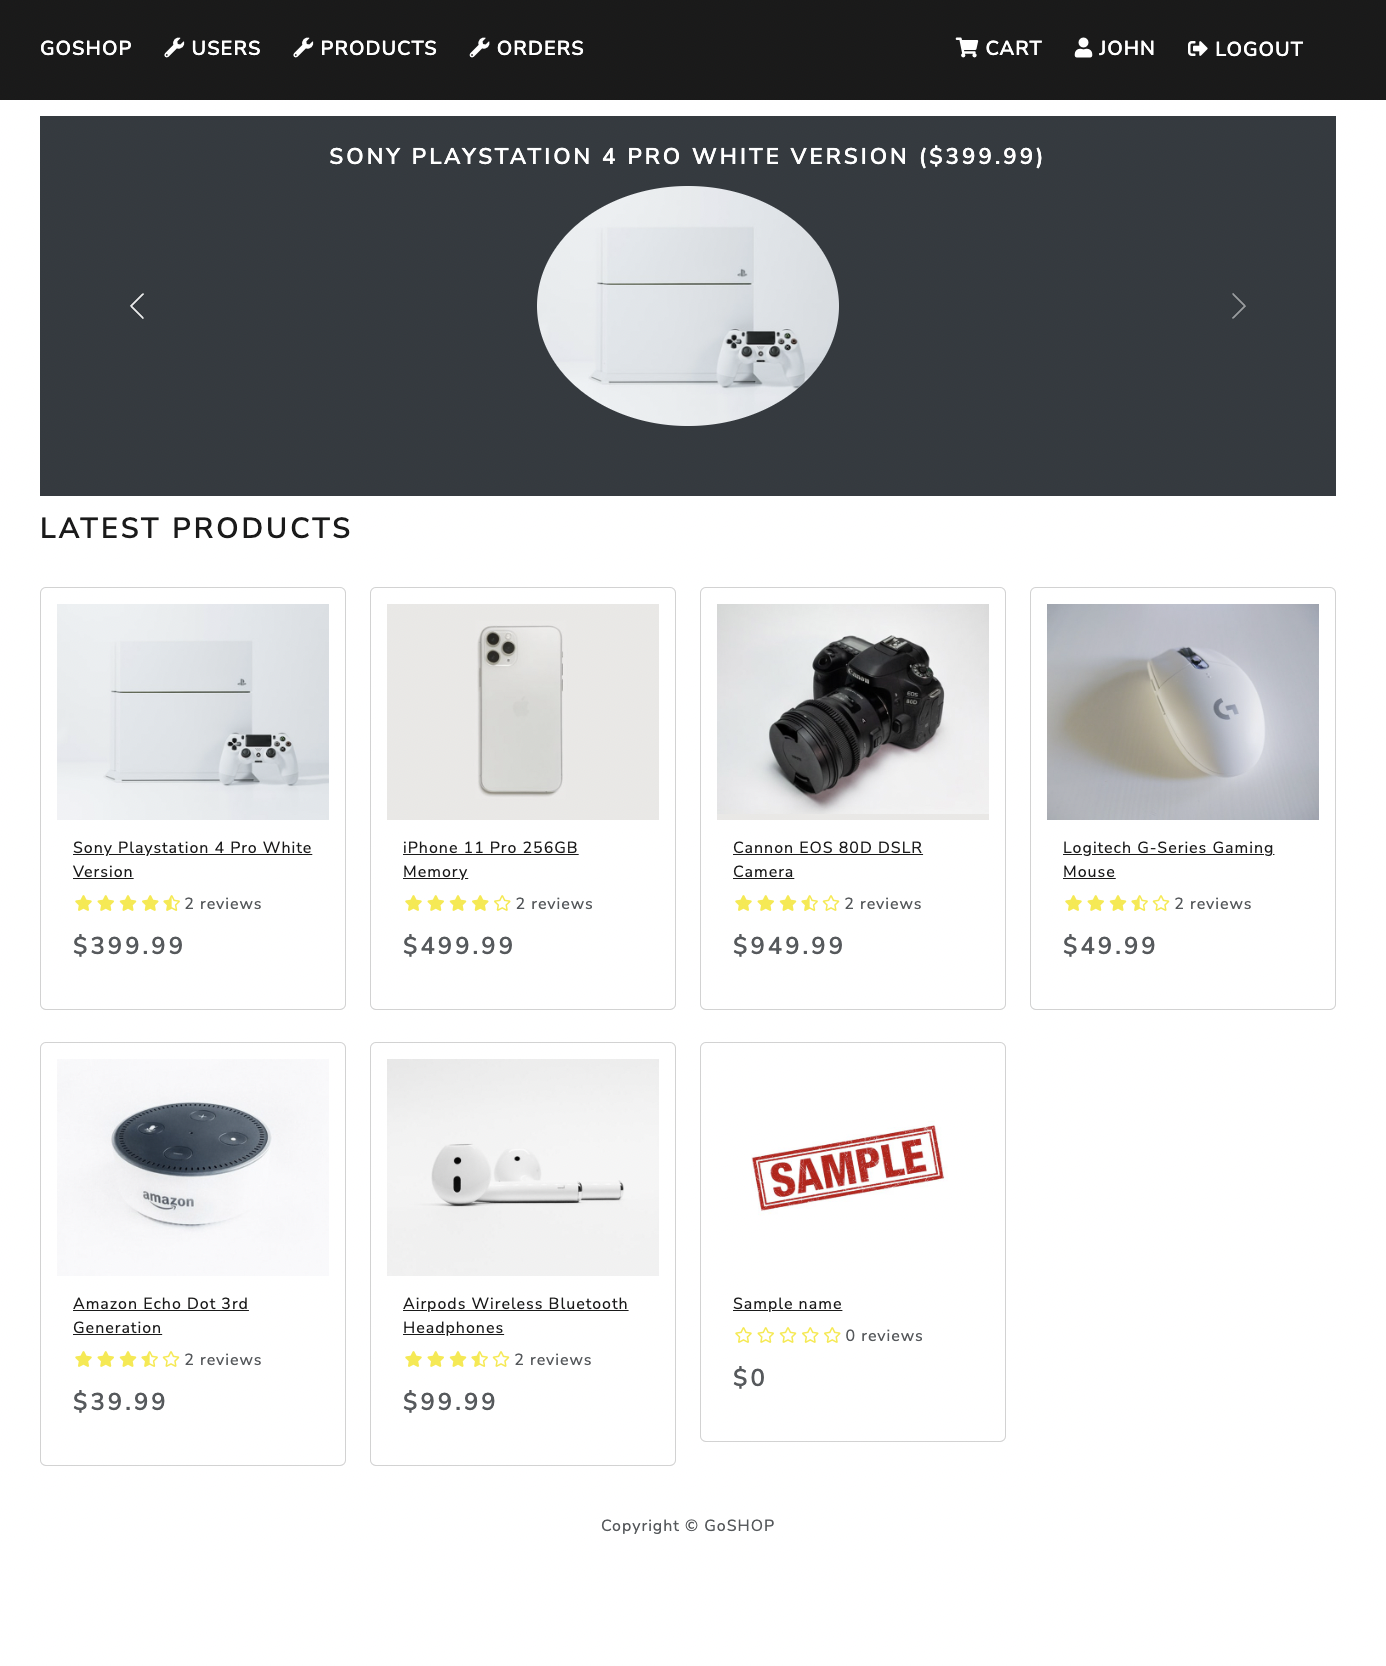 GOSHOP USERS PRODUCTS ORDERS CART JOHN LOGOUT
SONY PLAYSTATION 4 PRO WHITE VERSION ($399.99)
LATEST PRODUCTS
Canon
EOS
80D
G
Sony Playstation 4 Pro White
Version
2 reviews
$399.99
iPhone 11 Pro 256GB
Memory
2 reviews
$499.99
Cannon EOS 80D DSLR
Camera
2 reviews
$949.99
Logitech G-Series Gaming
Mouse
2 reviews
$49.99
amazon
SAMPLE
Amazon Echo Dot 3rd
Generation
2 reviews
$39.99
Airpods Wireless Bluetooth
Headphones
2 reviews
$99.99
Sample name
0 reviews
$0
Copyright © GoSHOP